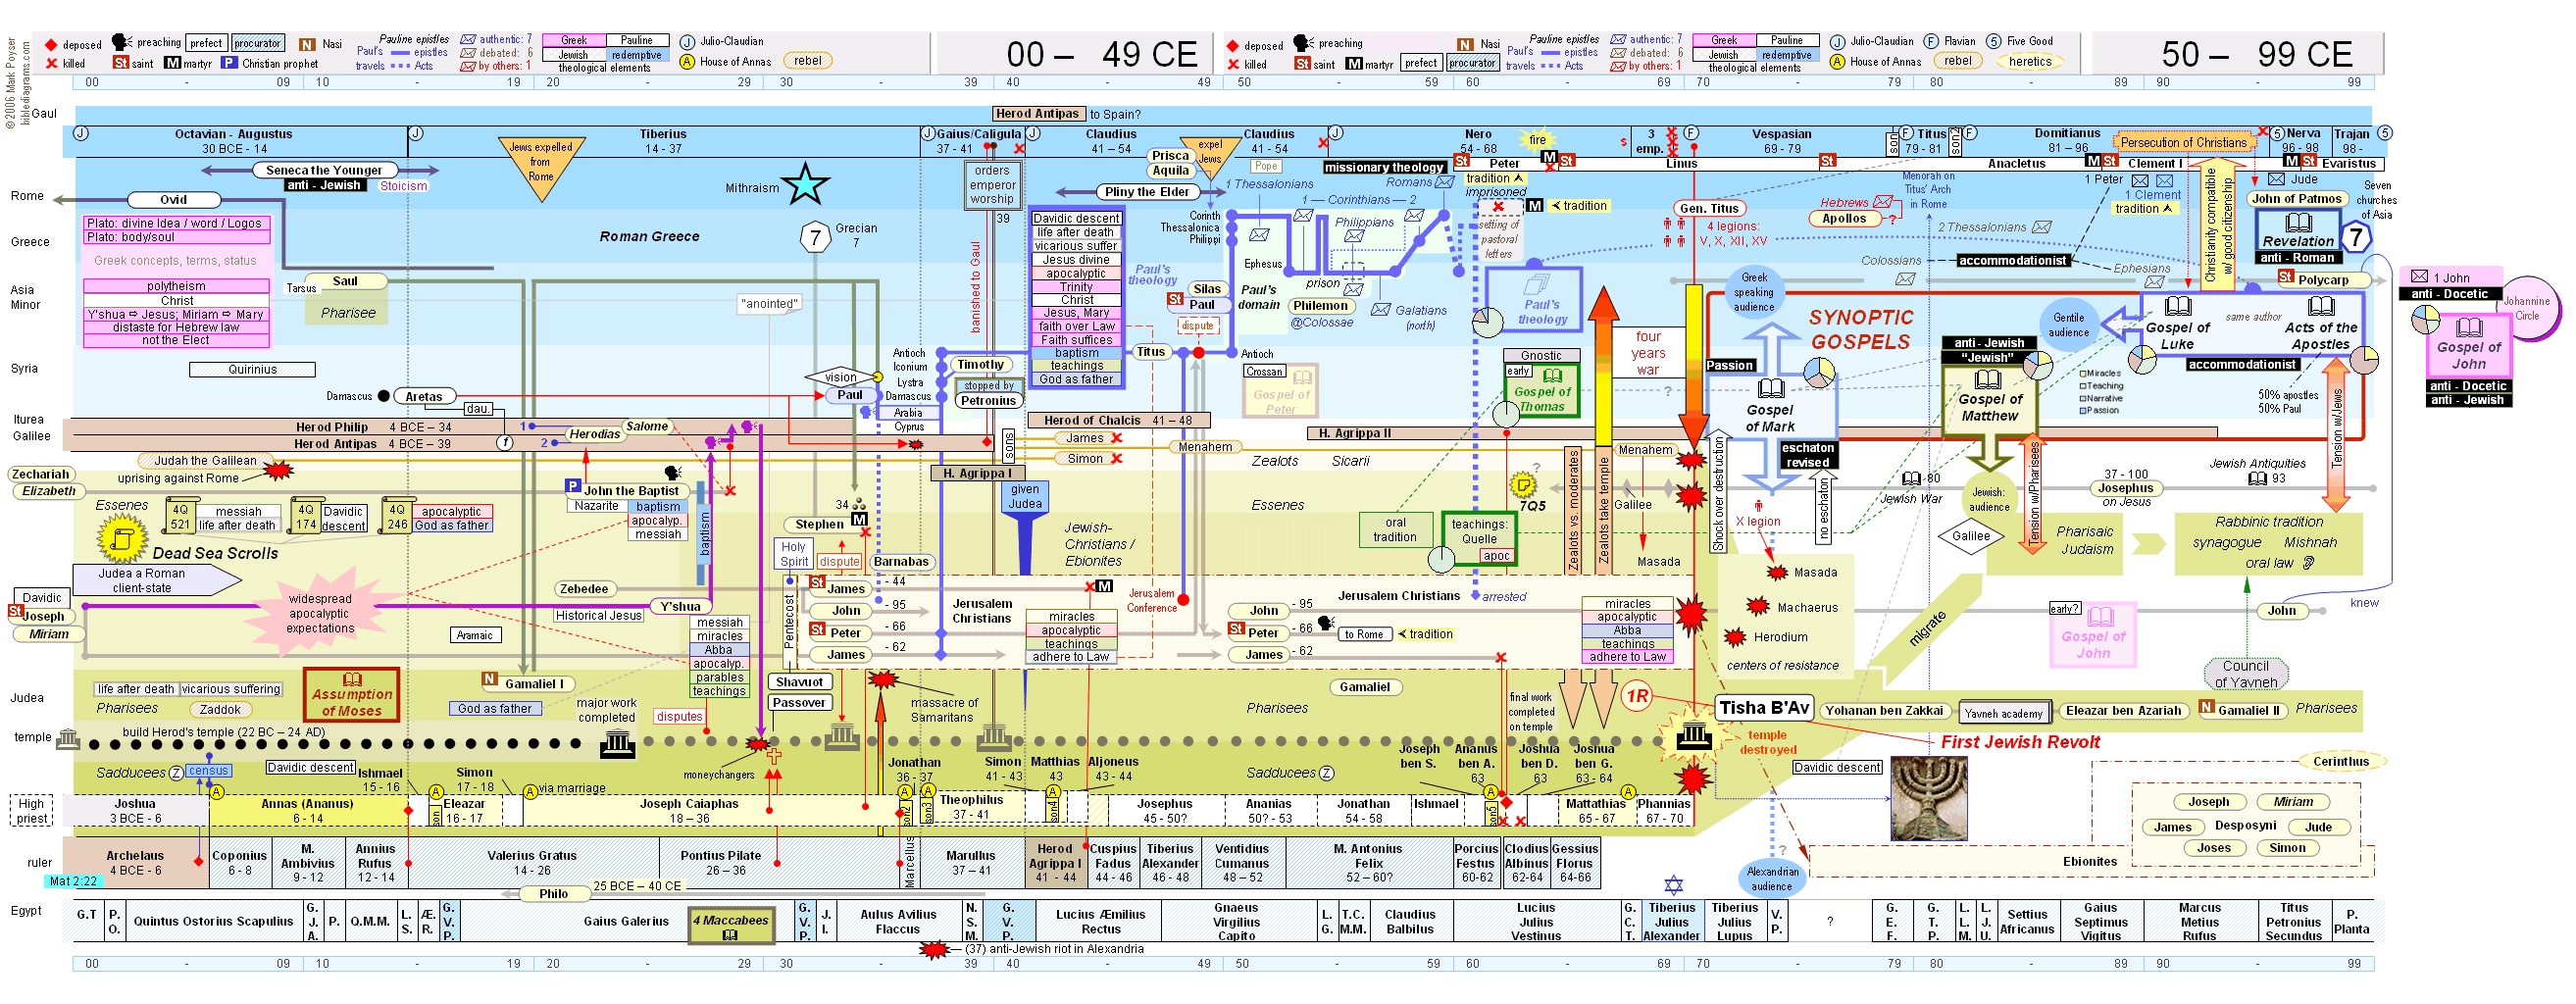 ©2006 Mark Poyser
biblediagrams.com
deposed
killed
preaching
St saint
M martyr
prefect
procurator
P Christian prophet
N Nasi
Pauline epistles
Paul's travels
epistles
Acts
authentic: 7
debated: 6
by others: 1
Greek
Pauline
Jewish
redemptive
theological elements
J Julio-Claudian
A House of Annas
rebel
00 – 49 CE
deposed
killed
preaching
St saint
M martyr
N Nasi
prefect
procurator
Pauline epistles
Paul's travels
epistles
Acts
authentic: 7
debated: 6
by others: 1
Greek
Pauline
Jewish
redemptive
theological elements
J Julio-Claudian
F Flavian
5 Five Good
A House of Annas
rebel
heretics
50 – 99 CE
00 - 09 10 - 19 20 - 29 30 - 39 40 - 49 50 - 59 60 - 69 70 - 79 80 - 89 90 - 99
Gaul
Herod Antipas to Spain?
Octavian - Augustus
30 BCE - 14
Tiberius
14 - 37
Gaius/Caligula
37 - 41
Claudius
41 – 54
Claudius
41 - 54
Nero
54 - 68
fire
3
emp.
Vespasian
69 - 79
son
Titus
79 - 81
son2
Domitianus
81 – 96
Persecution of Christians
Nerva
96 - 98
Trajan
98 -
Jews expelled
from
Rome
Seneca the Younger
anti - Jewish
Stoicism
Mithraism
orders
emperor
worship
39
Prisca
Aquila
expel
Jews
Pope
missionary theology
St Peter
tradition
imprisoned
M St
Linus
St
Anacletus
M St
Clement I
M St
Evaristus
Rome
Ovid
Pliny the Elder
1 Thessalonians
Romans
1 — Corinthians — 2
Philippians
M < tradition
setting of
pastoral
letters
Gen. Titus
4 legions:
V, X, XII, XV
Hebrews
Apollos
?
Menorah on
Titus' Arch
in Rome
1 Peter
1 Clement
tradition
Jude
John of Patmos
Seven
churches
of Asia
Revelation
7
anti - Roman
Greece
Plato: divine Idea / word / Logos
Plato: body/soul
Greek concepts, terms, status
polytheism
Christ
Y'shua ⇨ Jesus; Miriam ⇨ Mary
distaste for Hebrew law
not the Elect
Roman Greece
7
Grecian
7
"anointed"
banished to Gaul
Davidic descent
life after death
vicarious suffer
Jesus divine
apocalyptic
Trinity
Christ
Jesus, Mary
faith over Law
Faith suffices
baptism
teachings
God as father
Paul's
theology
Corinth
Thessalonica
Philippi
Ephesus
Paul's
domain
prison
Philemon
@Colossae
Galatians
(north)
Paul's
theology
2 Thessalonians
Colossians
accommodationist
Ephesians
Christianity compatible
w/ good citizenship
St Polycarp
1 John
anti - Docetic
Johannine
Circle
Gospel of
John
anti - Docetic
anti - Jewish
Asia
Minor
Tarsus
Saul
Pharisee
Silas
St Paul
dispute
Titus
Greek
speaking
audience
SYNOPTIC
GOSPELS
Gentile
audience
Gospel of
Luke
same author
Acts of the
Apostles
accommodationist
50% apostles
50% Paul
Syria
Quirinius
Damascus
Aretas
dau.
vision
Paul
Antioch
Iconium
Lystra
Damascus
Arabia
Cyprus
Timothy
stopped by
Petronius
Antioch
Crossan
Gospel of
Peter
Gnostic
early
Gospel of
Thomas
four
years
war
?
Passion
Gospel
of Mark
eschaton
revised
anti - Jewish
"Jewish"
Gospel of
Matthew
Miracles
Teaching
Narrative
Passion
Tension w/Jews
Iturea
Galilee
Herod Philip 4 BCE – 34
Herod Antipas 4 BCE – 39
1
2
f
Herodias
Salome
Herod of Chalcis 41 – 48
sons
James
Simon
Menahem
H. Agrippa I
H. Agrippa II
Zealots
Sicarii
Menahem
Judah the Galilean
uprising against Rome
Zechariah
Elizabeth
Essenes
4Q
521
messiah
life after death
4Q
174
Davidic
descent
4Q
246
apocalyptic
God as father
Dead Sea Scrolls
P John the Baptist
Nazarite
baptism
apocalyp.
messiah
baptism
34
Stephen
M
Holy
Spirit
dispute
Barnabas
given
Judea
Jewish-
Christians /
Ebionites
Essenes
oral
tradition
teachings:
Quelle
apoc
?
7Q5
Zealots vs. moderates
Zealots take temple
Galilee
Masada
Shock over destruction
X legion
no eschaton
80
Jewish War
Jewish:
audience
Galilee
Tension w/Pharisees
37 - 100
Josephus
on Jesus
Jewish Antiquities
93
Pharisaic
Judaism
Rabbinic tradition
synagogue Mishnah
oral law
Judea a Roman
client-state
widespread
apocalyptic
expectations
Davidic
St Joseph
Miriam
Zebedee
Historical Jesus
Y'shua
Aramaic
messiah
miracles
Abba
apocalyp.
parables
teachings
Pentecost
St James - 44
John - 95
St Peter - 66
James - 62
Jerusalem
Christians
M
miracles
apocalyptic
teachings
adhere to Law
Jerusalem
Conference
John - 95
St Peter - 66
James - 62
to Rome
< tradition
Jerusalem Christians
arrested
miracles
apocalyptic
Abba
teachings
adhere to Law
Masada
Machaerus
Herodium
centers of resistance
migrate
early?
Gospel of
John
John
knew
Council
of Yavneh
Judea
life after death
vicarious suffering
Pharisees
Zaddok
Assumption
of Moses
N Gamaliel I
God as father
major work
completed
disputes
Shavuot
Passover
massacre of
Samaritans
Pharisees
Gamaliel
final work
completed
on temple
1R
Tisha B'Av
Yohanan ben Zakkai
Yavneh academy
Eleazar ben Azariah
N Gamaliel II
Pharisees
temple
build Herod's temple (22 BC – 24 AD)
moneychangers
temple
destroyed
First Jewish Revolt
Sadducees Z
census
Davidic descent
Ishmael
15 - 16
Simon
17 - 18
via marriage
Jonathan
36 - 37
Simon
41 - 43
Matthias
43
Aljoneus
43 - 44
Sadducees Z
Joseph
ben S.
Ananus
ben A.
63
Joshua
ben D.
63
Joshua
ben G.
63 - 64
Davidic descent
Cerinthus
High
priest
Joshua
3 BCE - 6
Annas (Ananus)
6 - 14
son
Eleazar
16 - 17
Joseph Caiaphas
18 – 36
son2
son3
Theophilus
37 - 41
son4
Josephus
45 - 50?
Ananias
50? - 53
Jonathan
54 - 58
Ishmael
son5
Mattathias
65 - 67
Phannias
67 - 70
Joseph
Miriam
James
Desposyni
Jude
Joses
Simon
Ebionites
ruler
Mat 2:22
Archelaus
4 BCE - 6
Coponius
6 - 8
M.
Ambivius
9 - 12
Annius
Rufus
12 - 14
Valerius Gratus
14 - 26
Pontius Pilate
26 – 36
Marcellus
Marullus
37 – 41
Herod
Agrippa I
41 - 44
Cuspius
Fadus
44 - 46
Tiberius
Alexander
46 - 48
Ventidius
Cumanus
48 – 52
M. Antonius
Felix
52 – 60?
Porcius
Festus
60-62
Clodius
Albinus
62-64
Gessius
Florus
64-66
?
Alexandrian
audience
Philo
25 BCE – 40 CE
Egypt
G.T
P.
O.
Quintus Ostorius Scapulius
G.
J.
A.
P.
Q.M.M.
L.
S.
Æ.
R.
G.
V.
P.
Gaius Galerius
4 Maccabees
G.
V.
P.
J.
I.
Aulus Avilius
Flaccus
N.
S.
M.
G.
V.
P.
Lucius Æmilius
Rectus
Gnaeus
Virgilius
Capito
L.
G.
T.C.
M.M.
Claudius
Balbilus
Lucius
Julius
Vestinus
G.
C.
T.
Tiberius
Julius
Alexander
Tiberius
Julius
Lupus
V.
P.
?
G.
E.
F.
G.
T.
P.
L.
L.
M.
L.
J.
U.
Settius
Africanus
Gaius
Septimus
Vigitus
Marcus
Metius
Rufus
Titus
Petronius
Secundus
P.
Planta
(37) anti-Jewish riot in Alexandria
00 - 09 10 - 19 20 - 29 30 - 39 40 - 49 50 - 59 60 - 69 70 - 79 80 - 89 90 - 99